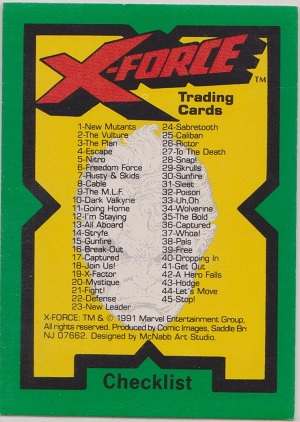 X-FORCE
TM
Trading
Cards
1-New Mutants
2-The Vulture
3-The Plan
4-Escape
5-Nitro
6-Freedom Force
7-Rusty & Skids
8-Cable
9-The M.L.F.
10-Dark Valkyrie
11-Going Home
12-I'm Staying
13-All Aboard
14-Stryfe.
15-Gunfire
16-Break-Out
17-Captured
18-Join Us!
19-X-Factor
20-Mystique
21-Fight!
22-Defense
23-New Leader
24-Sabretooth
25-Caliban
26-Rictor
27-To The Death
28-Snap!
29-Skrulls
30-Sunfire
31-Sleet
32-Poison
33-Uh,Oh
34-Wolverine
35-The Bold
36-Captured
37-Whoa!
38-Pals
39-Free
40-Dropping In
41-Get Out
42-A Hero Falls
43-Hodge
44-Let's Move
45-Stop!
X-FORCE: TM & © 1991 Marvel Entertainment Group,
All rights reserved. Produced by Comic Images, Saddle Br.
NJ 07662. Designed by McNabb Art Studio.
Checklist